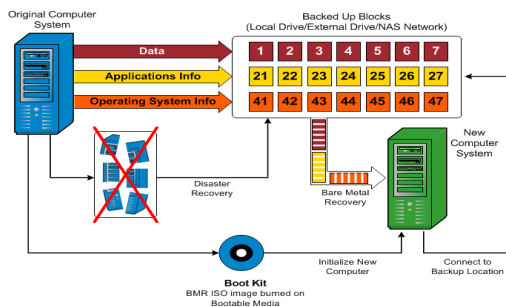 Original Computer
System
Backed Up Blocks
(Local Drive/External Drive/NAS Network)
Data
1 2 3 4 5 6 7
Applications Info
21 22 23 24 25 26 27
Operating System Info
41 42 43 44 45 46 47
New
Computer
System
Disaster
Recovery
Bare Metal
Recovery
Initialize New
Computer
Connect to
Backup Location
Boot Kit
BMR ISO image burned on
Bootable Media